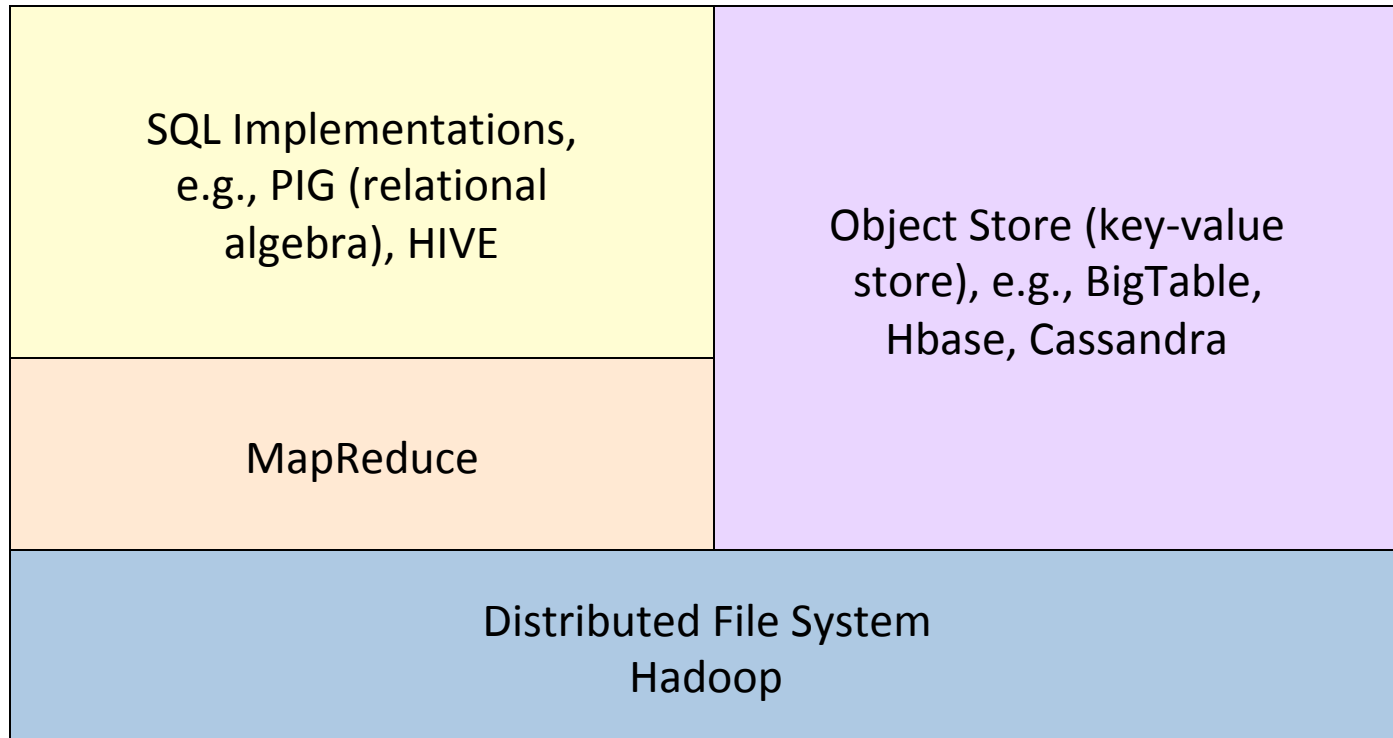 SQL Implementations,
e.g., PIG (relational
algebra), HIVE
Object Store (key-value
store), e.g., BigTable,
Hbase, Cassandra
MapReduce
Distributed File System
Hadoop